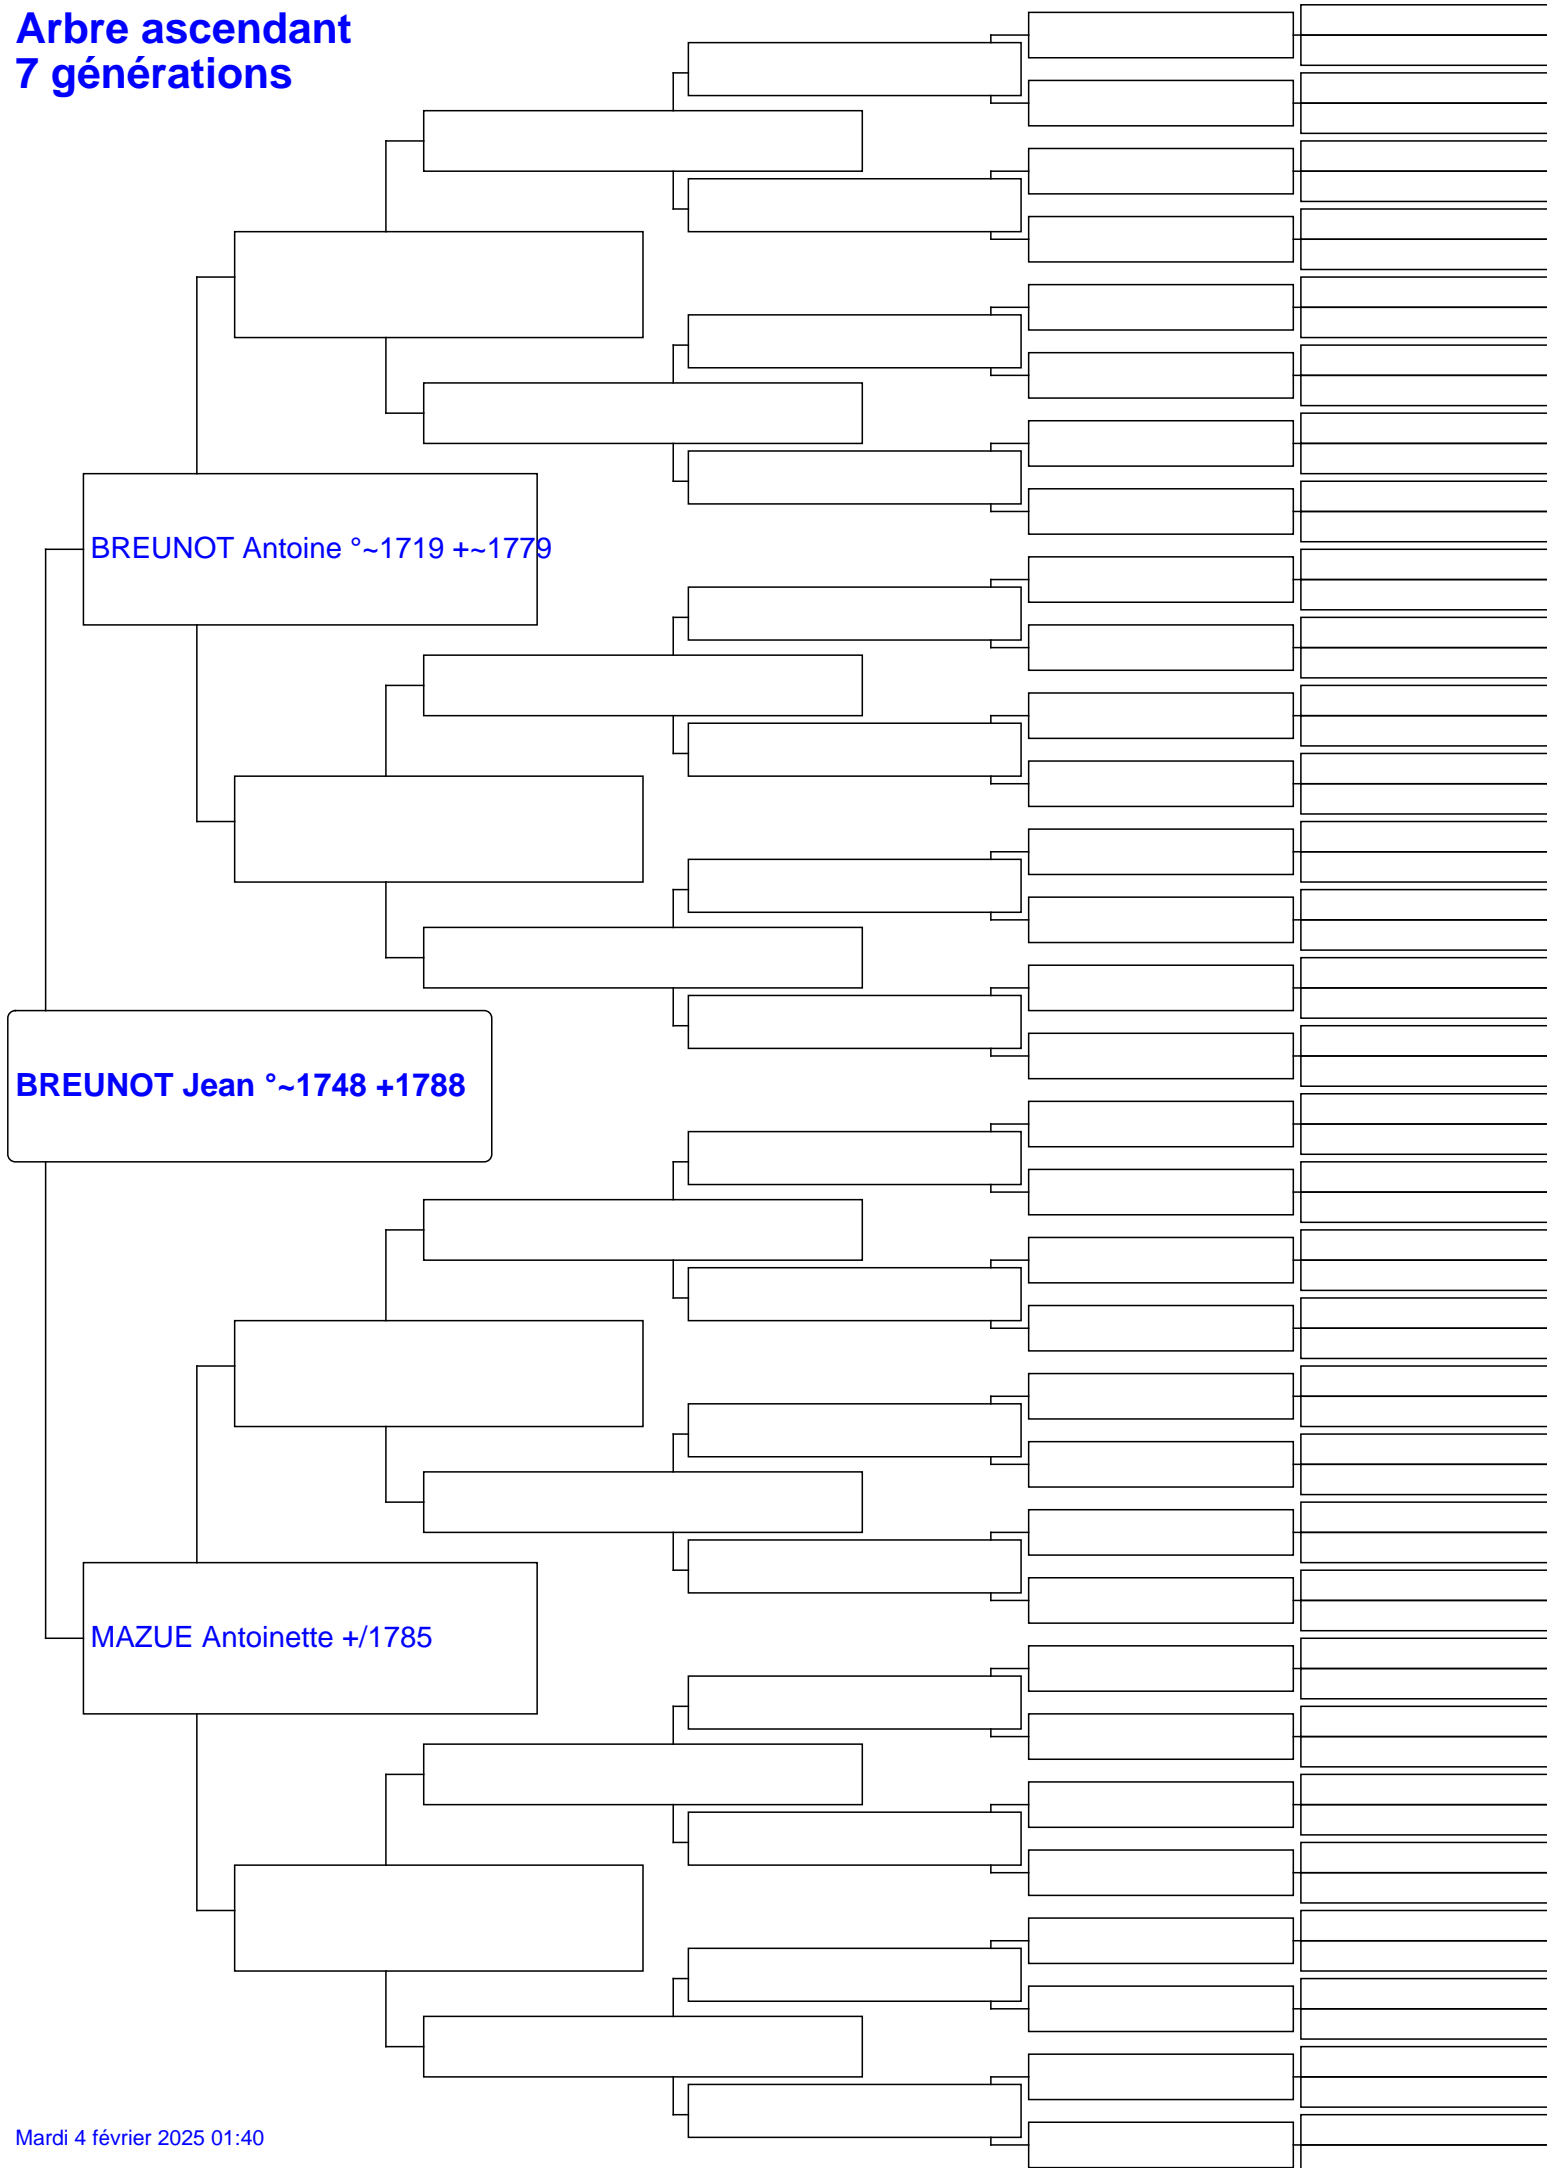 Arbre ascendant
7 générations
BREUNOT Antoine °~1719 +~1779
BREUNOT Jean °~1748 +1788
MAZUE Antoinette +/1785
Mardi 4 février 2025 01:40